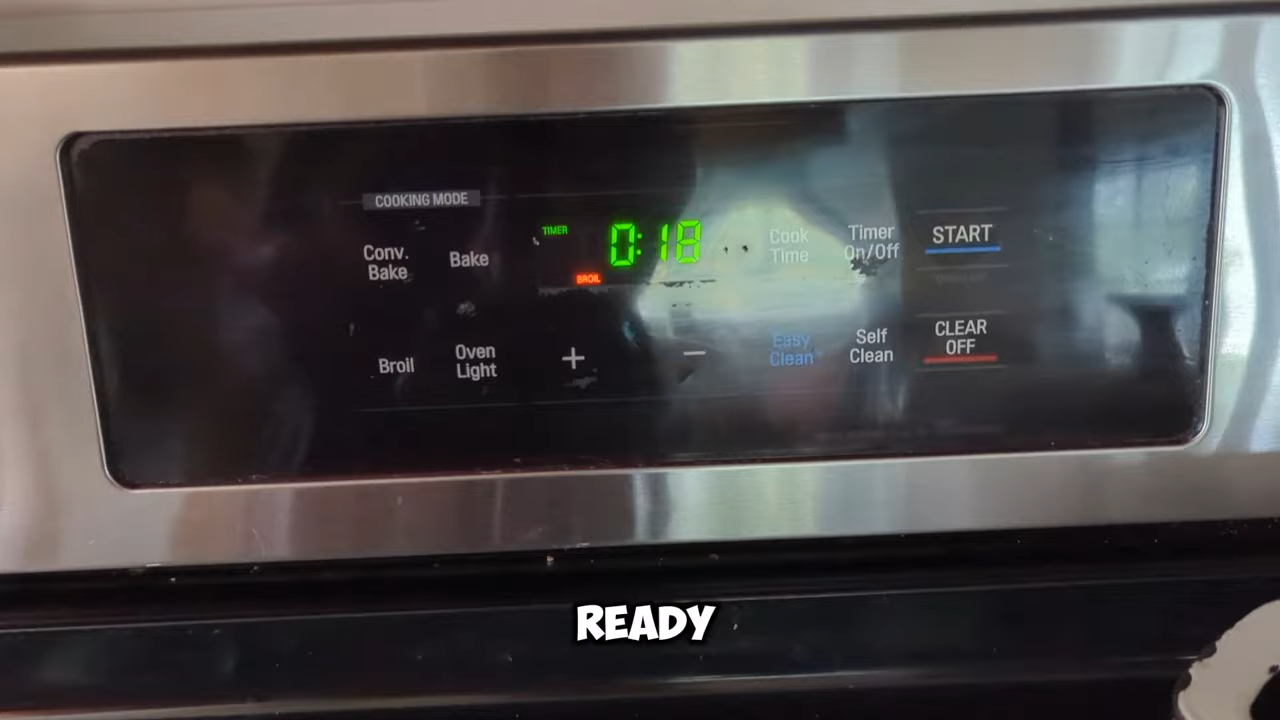 COOKING MODE
Conv.
Bake
Bake
TIMER
0:18
BROIL
Cook
Time
Timer
On/Off
START
Broil
Oven
Light
+
−
Easy
Clean
Self
Clean
CLEAR
OFF
READY